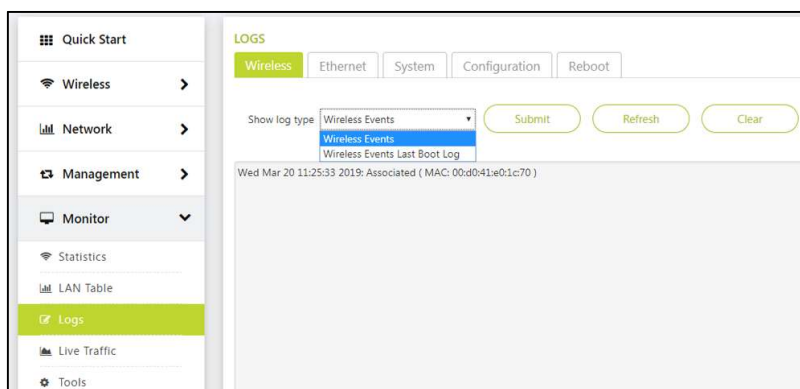 Quick Start
Wireless
Network
Management
Monitor
Statistics
LAN Table
Logs
Live Traffic
Tools
LOGS
Wireless Ethernet System Configuration Reboot
Show log type Wireless Events Submit Refresh Clear
Wireless Events
Wireless Events Last Boot Log
Wed Mar 20 11:25:33 2019: Associated ( MAC: 00:d0:41:e0:1c:70 )